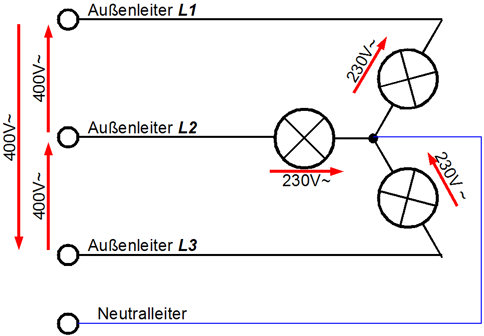 Außenleiter L1
230V~
400V~
400V~
Außenleiter L2
230V~
230V~
400V~
Außenleiter L3
Neutralleiter